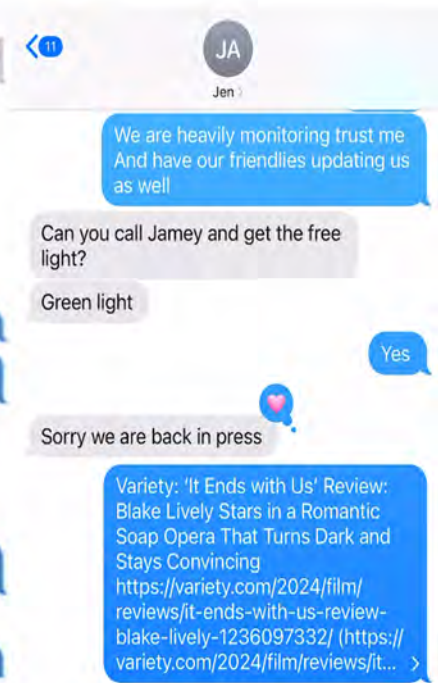 11
JA
Jen
We are heavily monitoring trust me
And have our friendlies updating us
as well
Can you call Jamey and get the free
light?
Green light
Yes
Sorry we are back in press
Variety: ‘It Ends with Us’ Review:
Blake Lively Stars in a Romantic
Soap Opera That Turns Dark and
Stays Convincing
https://variety.com/2024/film/
reviews/it-ends-with-us-review-
blake-lively-1236097332/ (https://
variety.com/2024/film/reviews/it...